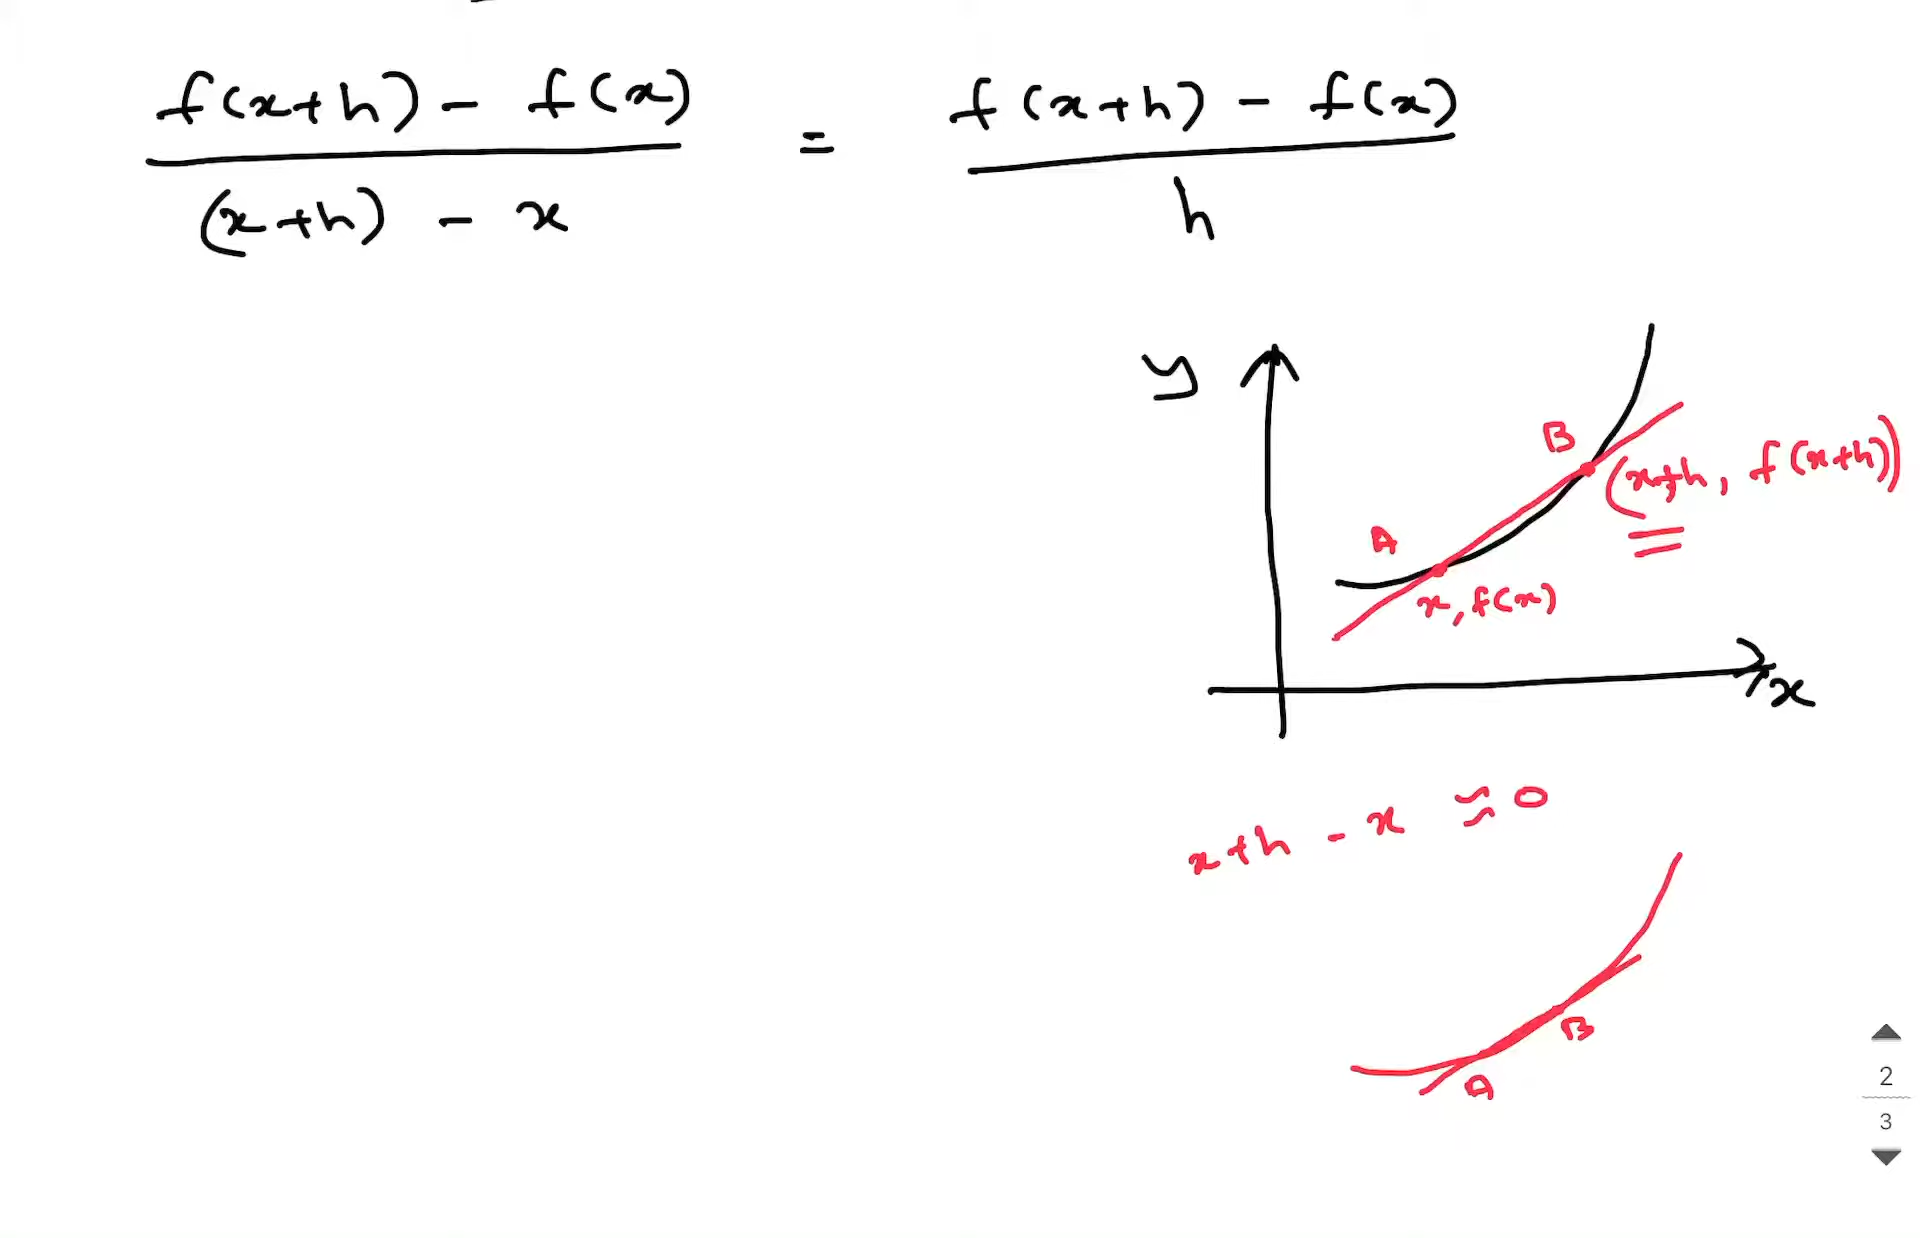 f(x+h) - f(x) = f(x+h) - f(x)
(x+h) - x h
y
B
(x+h, f(x+h))
A
x, f(x)
x
x+h - x ≈ 0
B
A
2
3